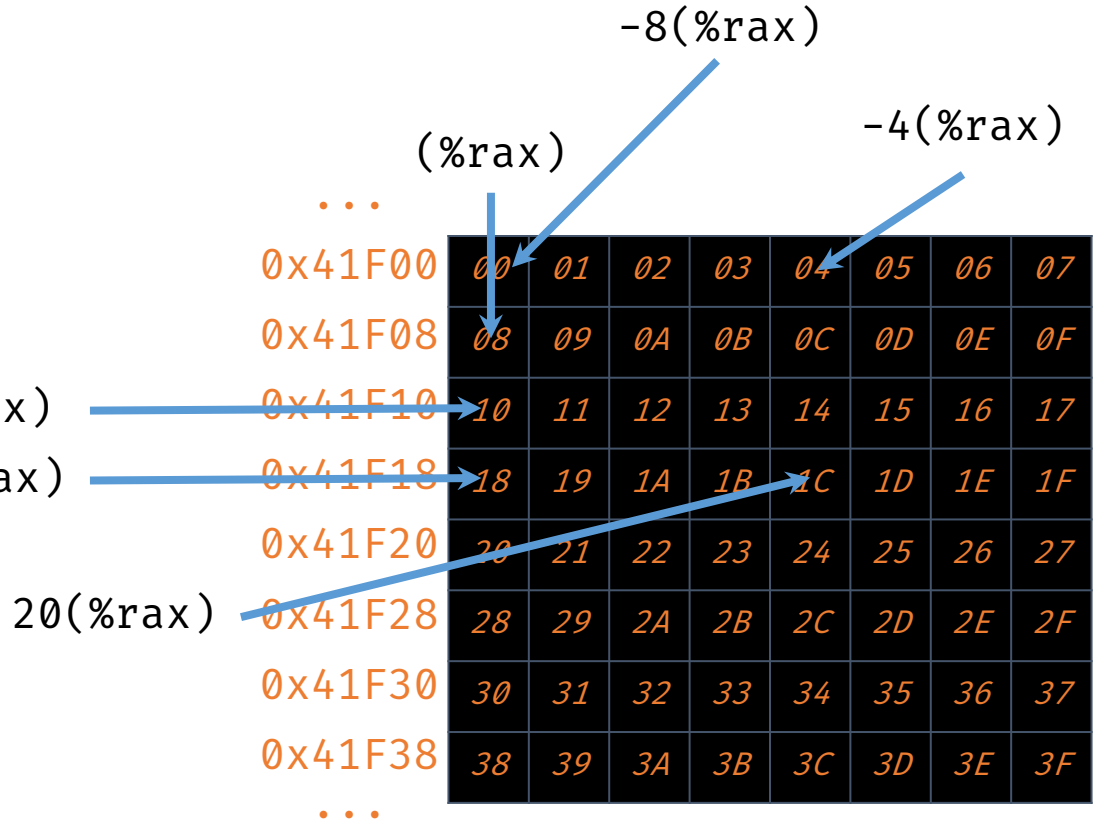 -8(%rax)
-4(%rax)
(%rax)
...
0x41F00 00 01 02 03 04 05 06 07
0x41F08 08 09 0A 0B 0C 0D 0E 0F
x) 0x41F10 10 11 12 13 14 15 16 17
ax) 0x41F18 18 19 1A 1B 1C 1D 1E 1F
0x41F20 20 21 22 23 24 25 26 27
20(%rax) 0x41F28 28 29 2A 2B 2C 2D 2E 2F
0x41F30 30 31 32 33 34 35 36 37
0x41F38 38 39 3A 3B 3C 3D 3E 3F
...